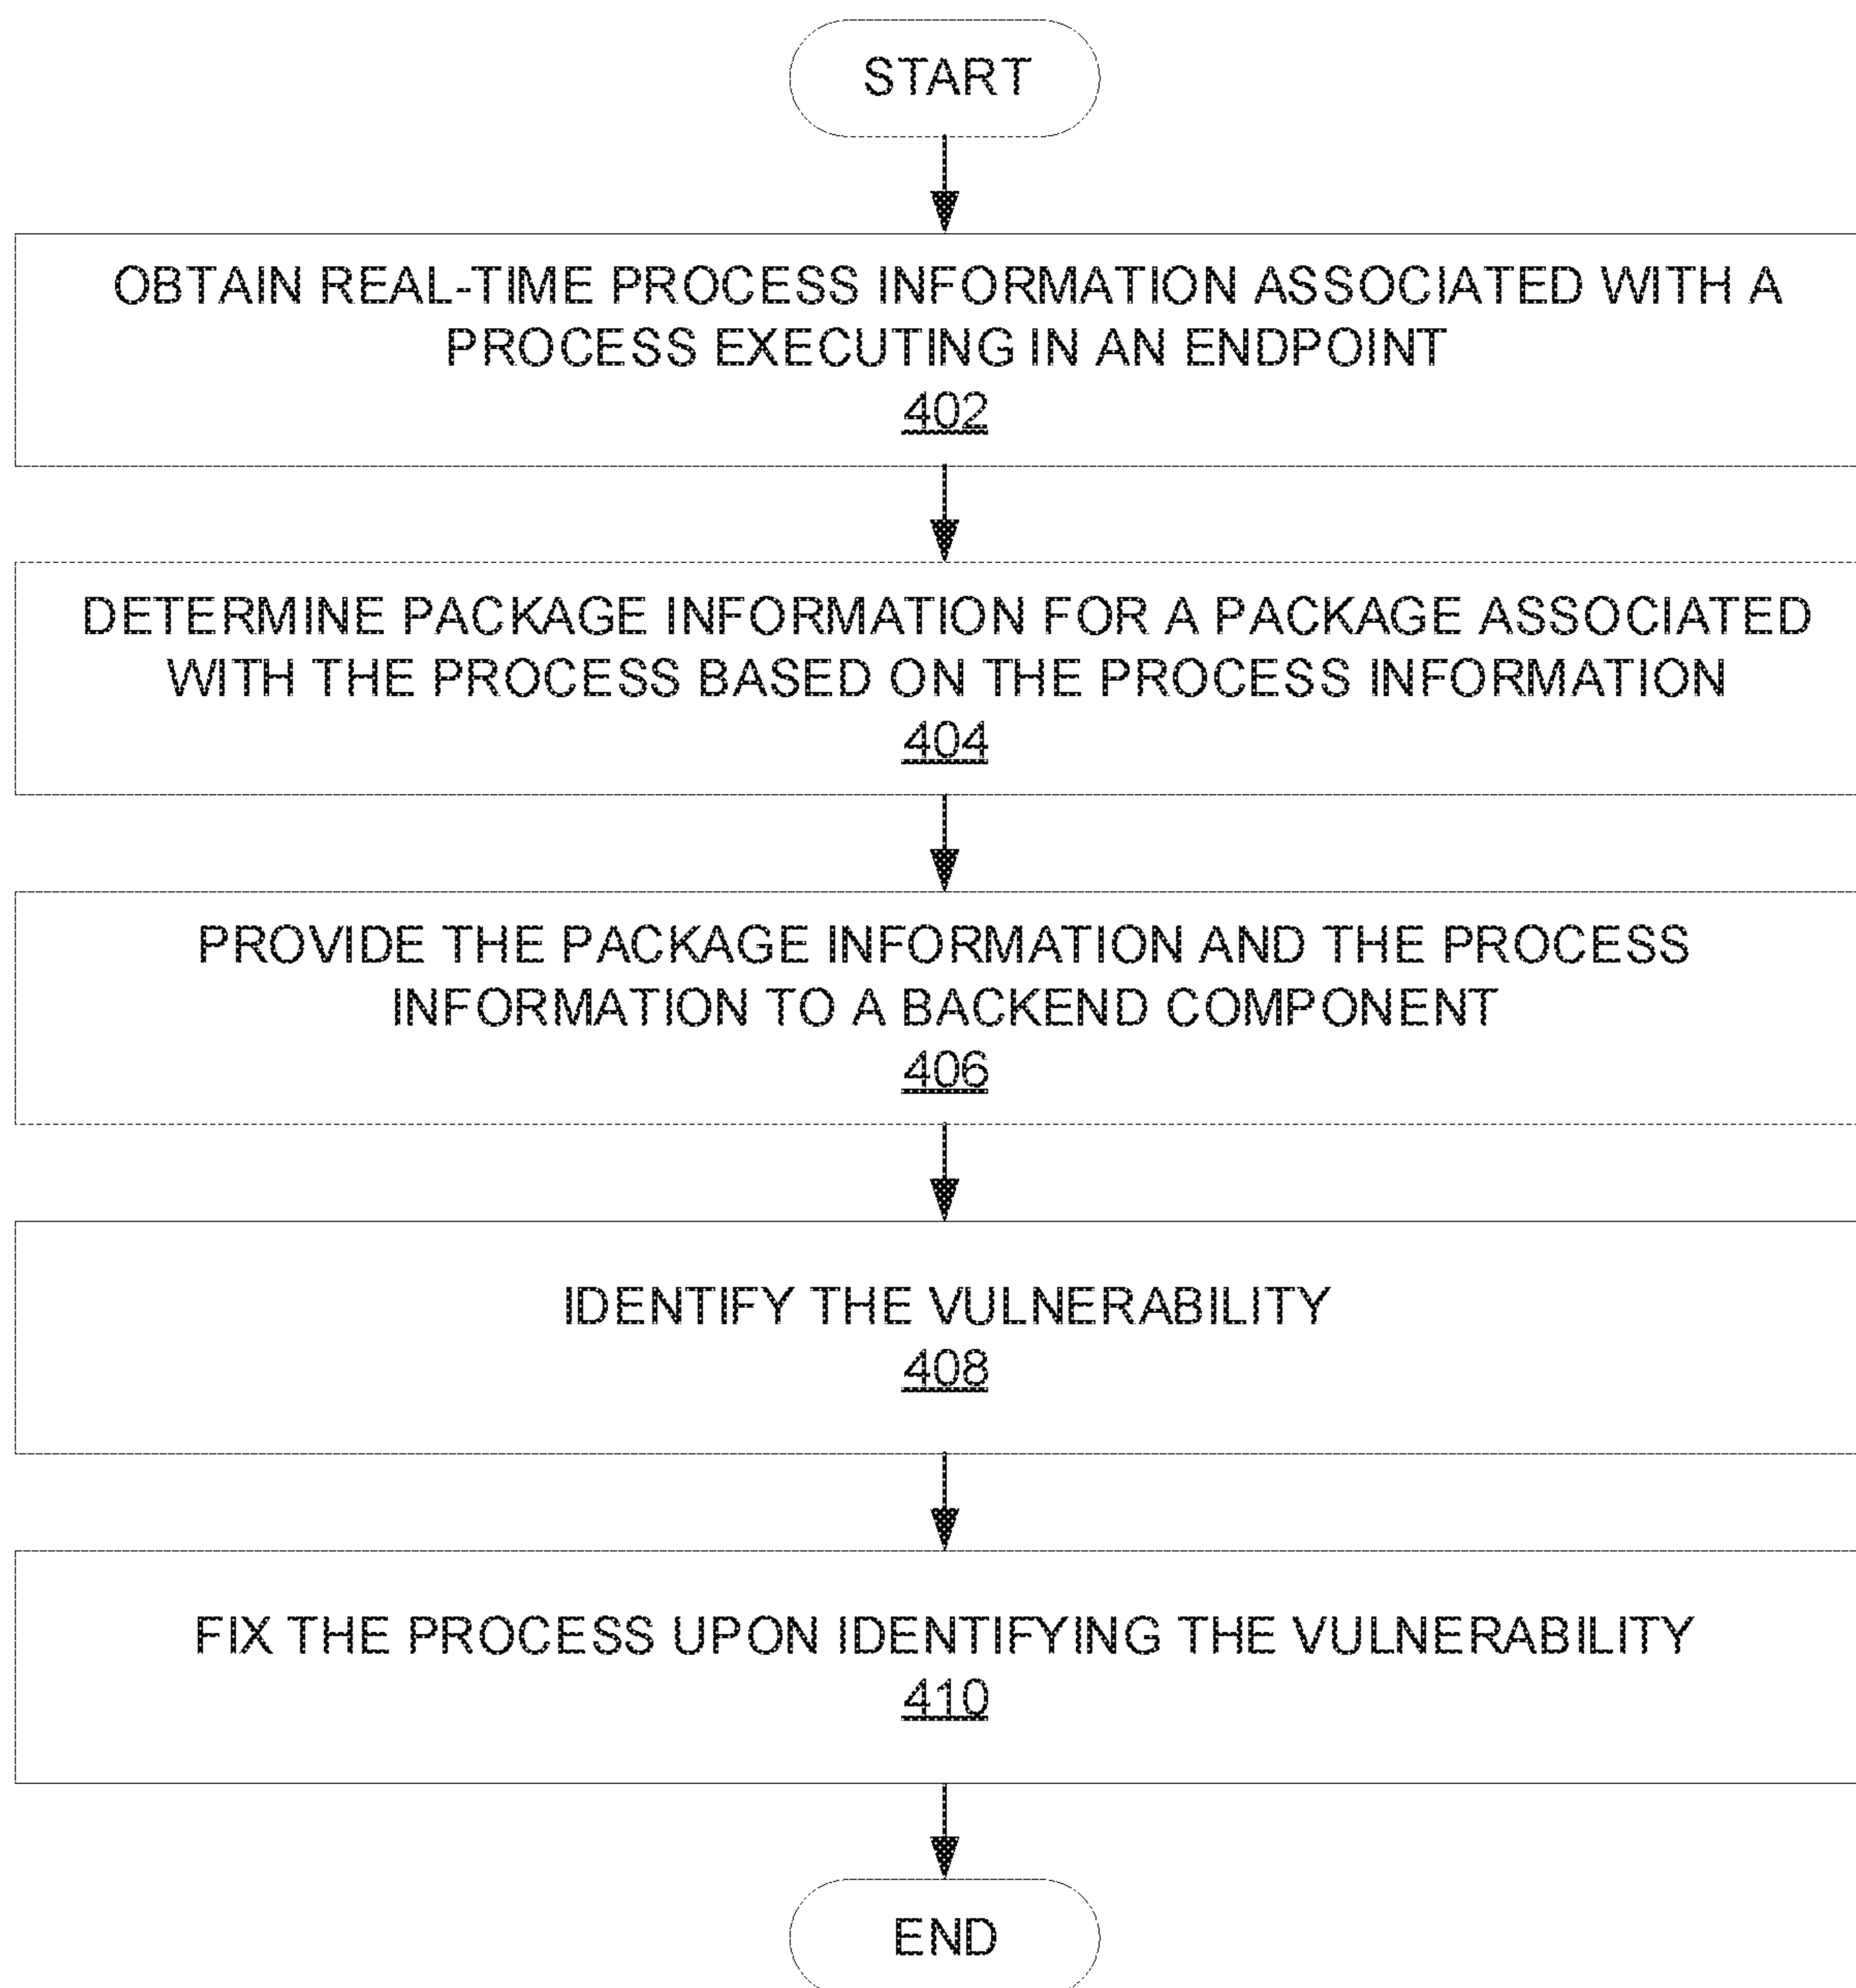 START
OBTAIN REAL-TIME PROCESS INFORMATION ASSOCIATED WITH A
PROCESS EXECUTING IN AN ENDPOINT
402
DETERMINE PACKAGE INFORMATION FOR A PACKAGE ASSOCIATED
WITH THE PROCESS BASED ON THE PROCESS INFORMATION
404
PROVIDE THE PACKAGE INFORMATION AND THE PROCESS
INFORMATION TO A BACKEND COMPONENT
406
IDENTIFY THE VULNERABILITY
408
FIX THE PROCESS UPON IDENTIFYING THE VULNERABILITY
410
END